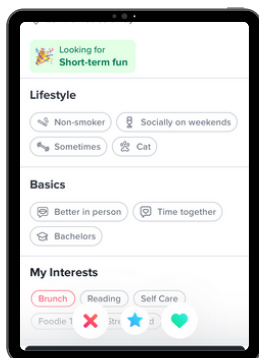 Looking for
Short-term fun
Lifestyle
Non-smoker Socially on weekends
Sometimes Cat
Basics
Better in person Time together
Bachelors
My Interests
Brunch Reading Self Care
Foodie